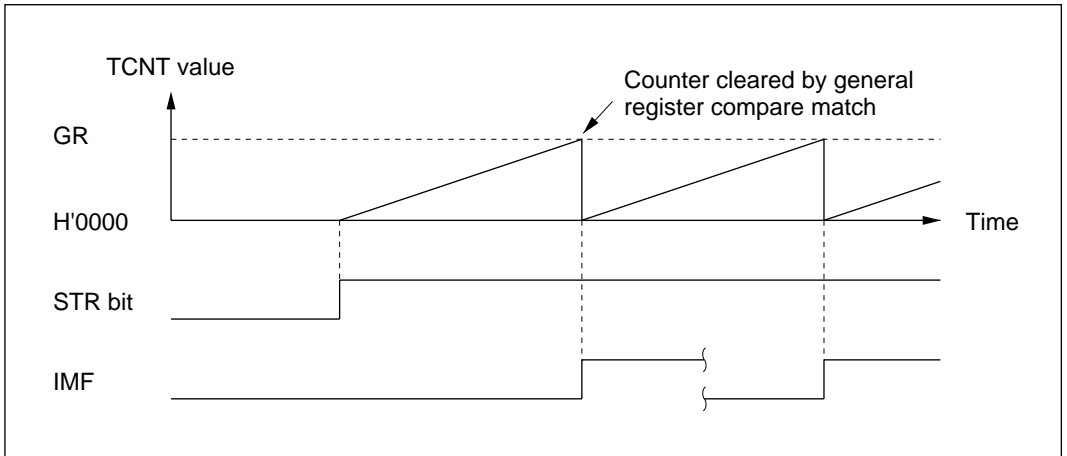 TCNT value
Counter cleared by general
register compare match
GR
H'0000
Time
STR bit
IMF